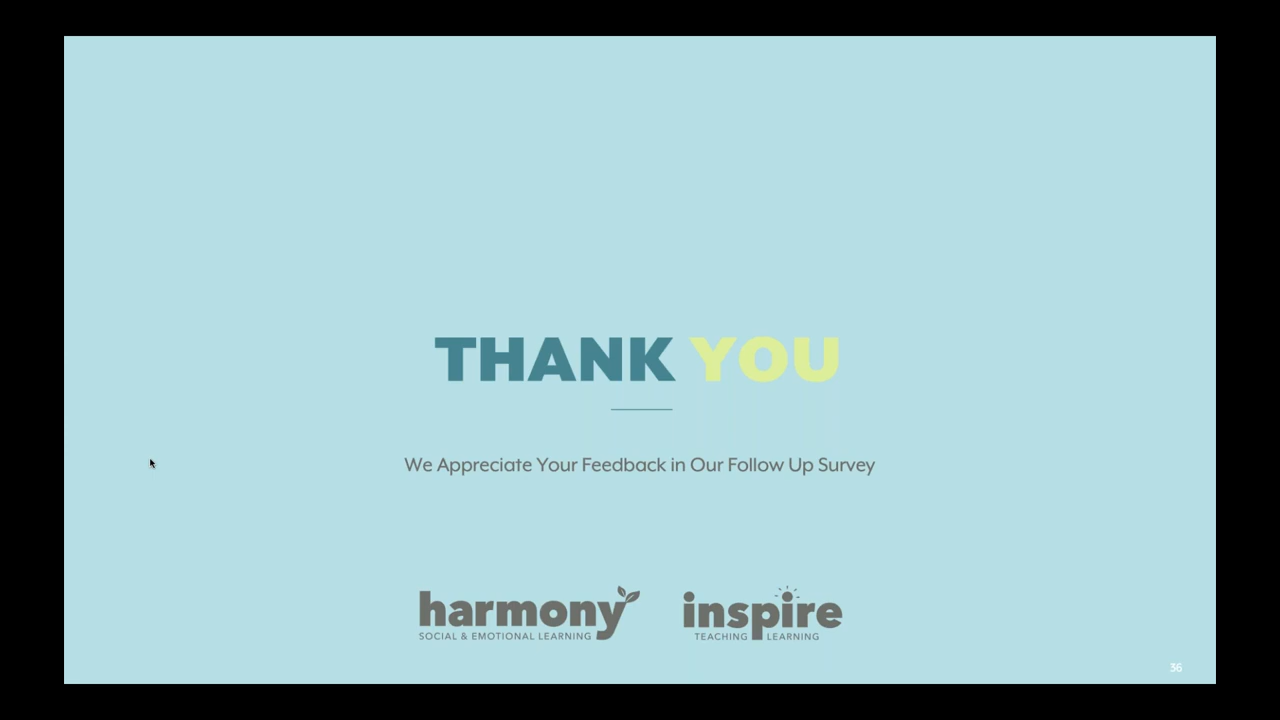 THANK YOU
We Appreciate Your Feedback in Our Follow Up Survey
harmony
SOCIAL & EMOTIONAL LEARNING
inspire
TEACHING LEARNING
36